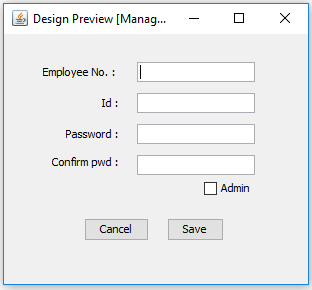 Design Preview [Manag...
Employee No. :
Id :
Password :
Confirm pwd :
Admin
Cancel Save